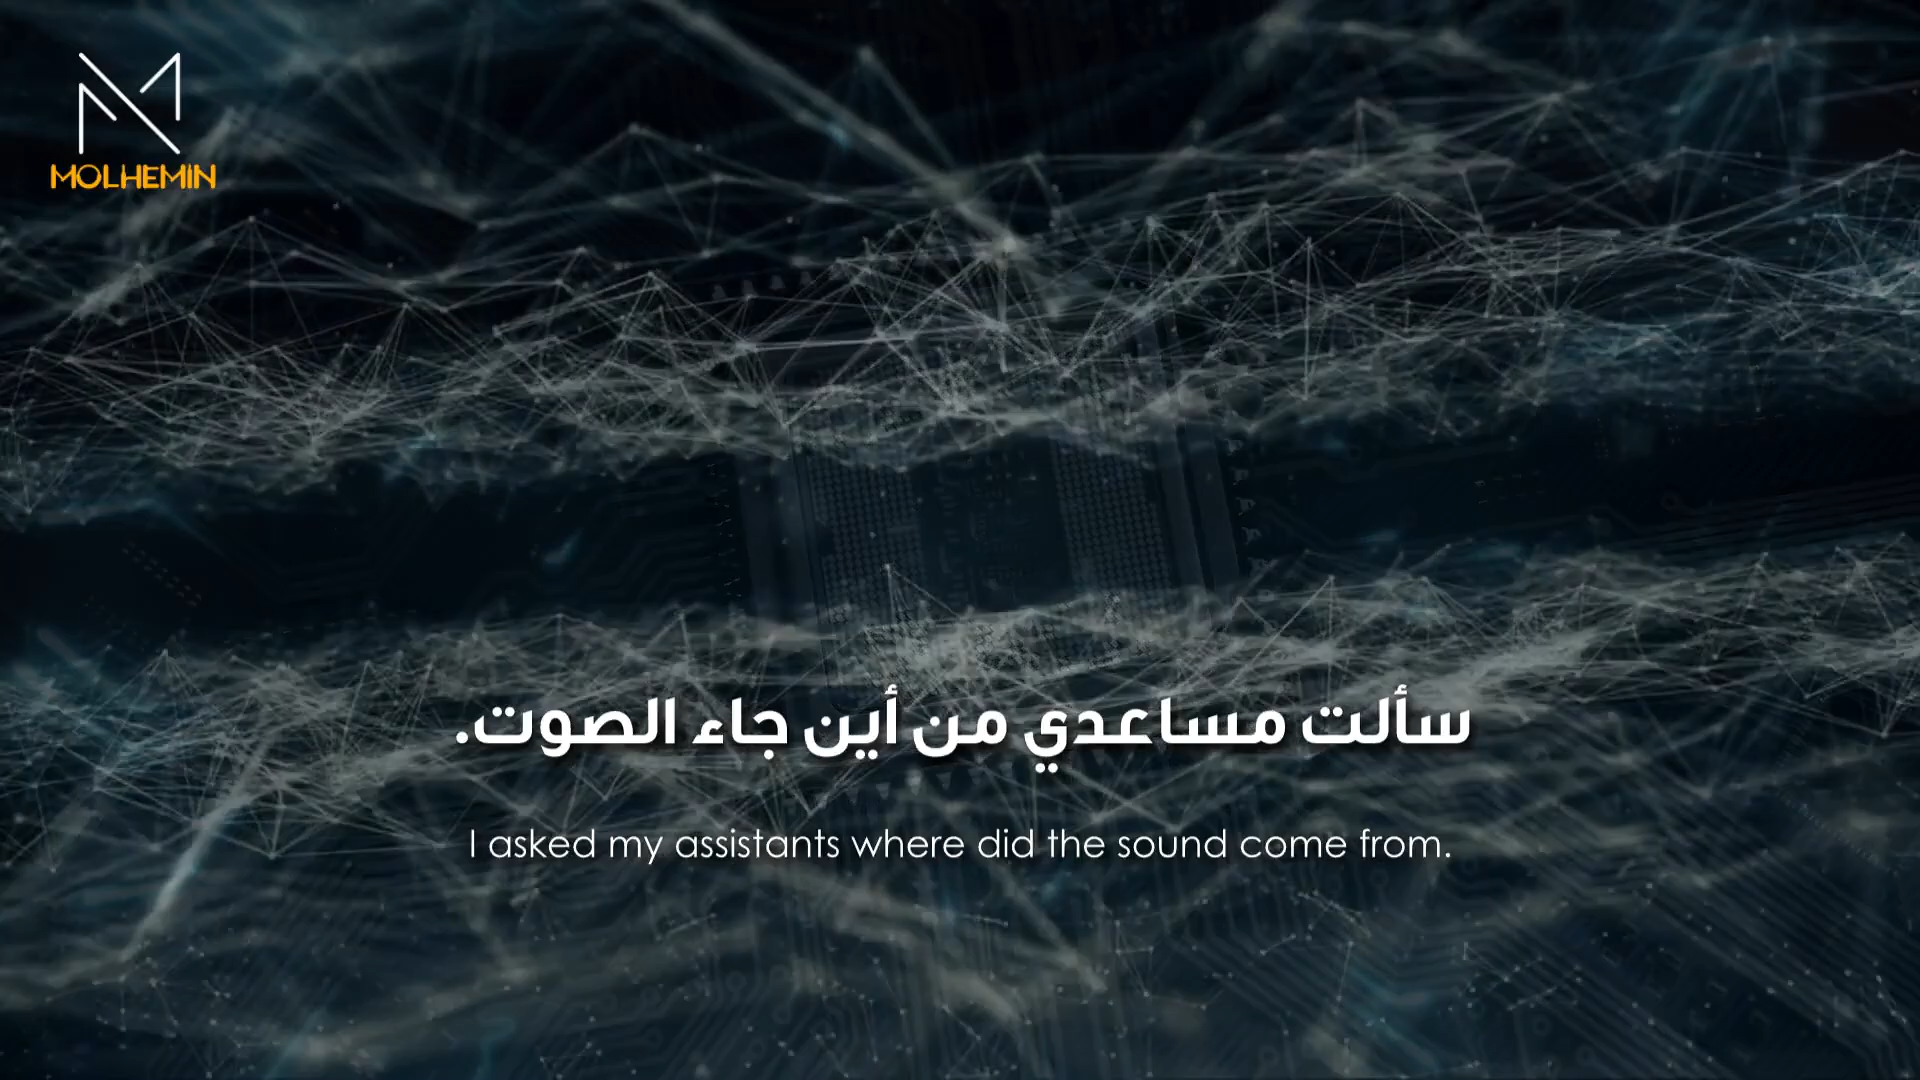 MOLHEMIN
سألت مساعدي من أين جاء الصوت.
I asked my assistants where did the sound come from.